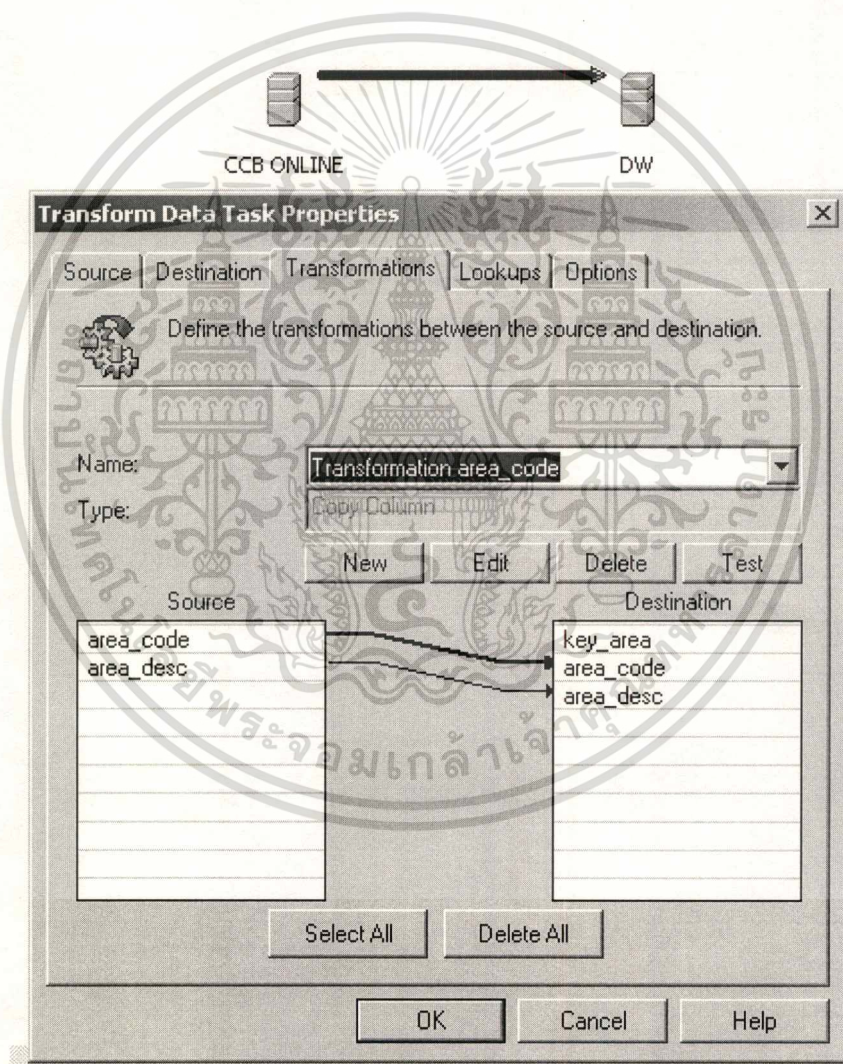 CCB ONLINE
DW
Transform Data Task Properties
Source Destination Transformations Lookups Options
Define the transformations between the source and destination.
Name: Transformation area_code
Type: Copy Column
New Edit Delete Test
Source Destination
area_code key_area
area_desc area_code
area_desc
Select All Delete All
OK Cancel Help